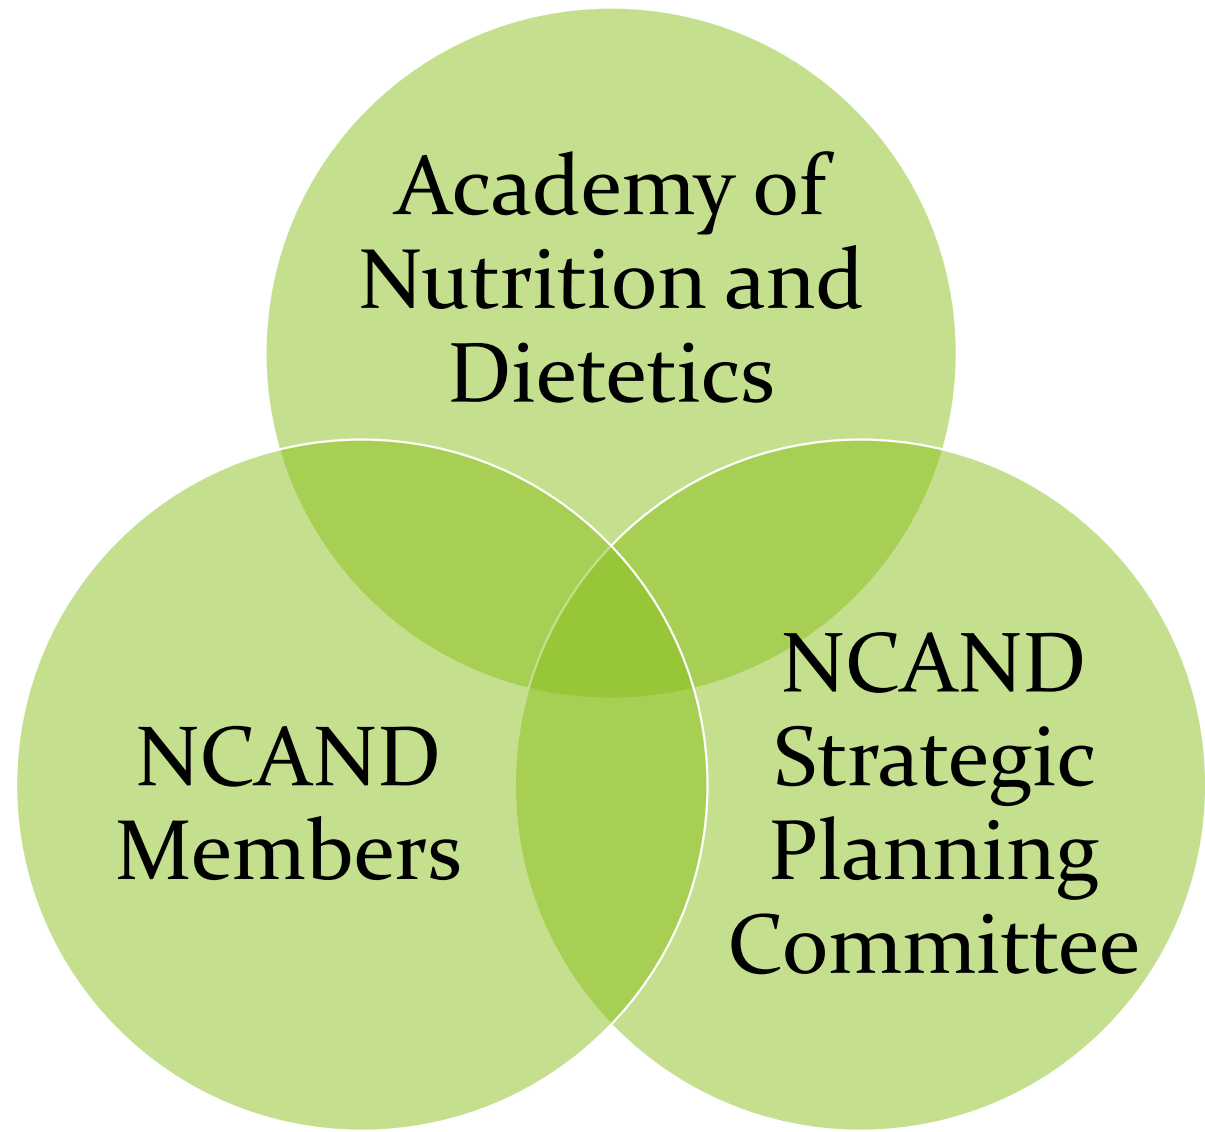 Academy of
Nutrition and
Dietetics
NCAND
Members
NCAND
Strategic
Planning
Committee